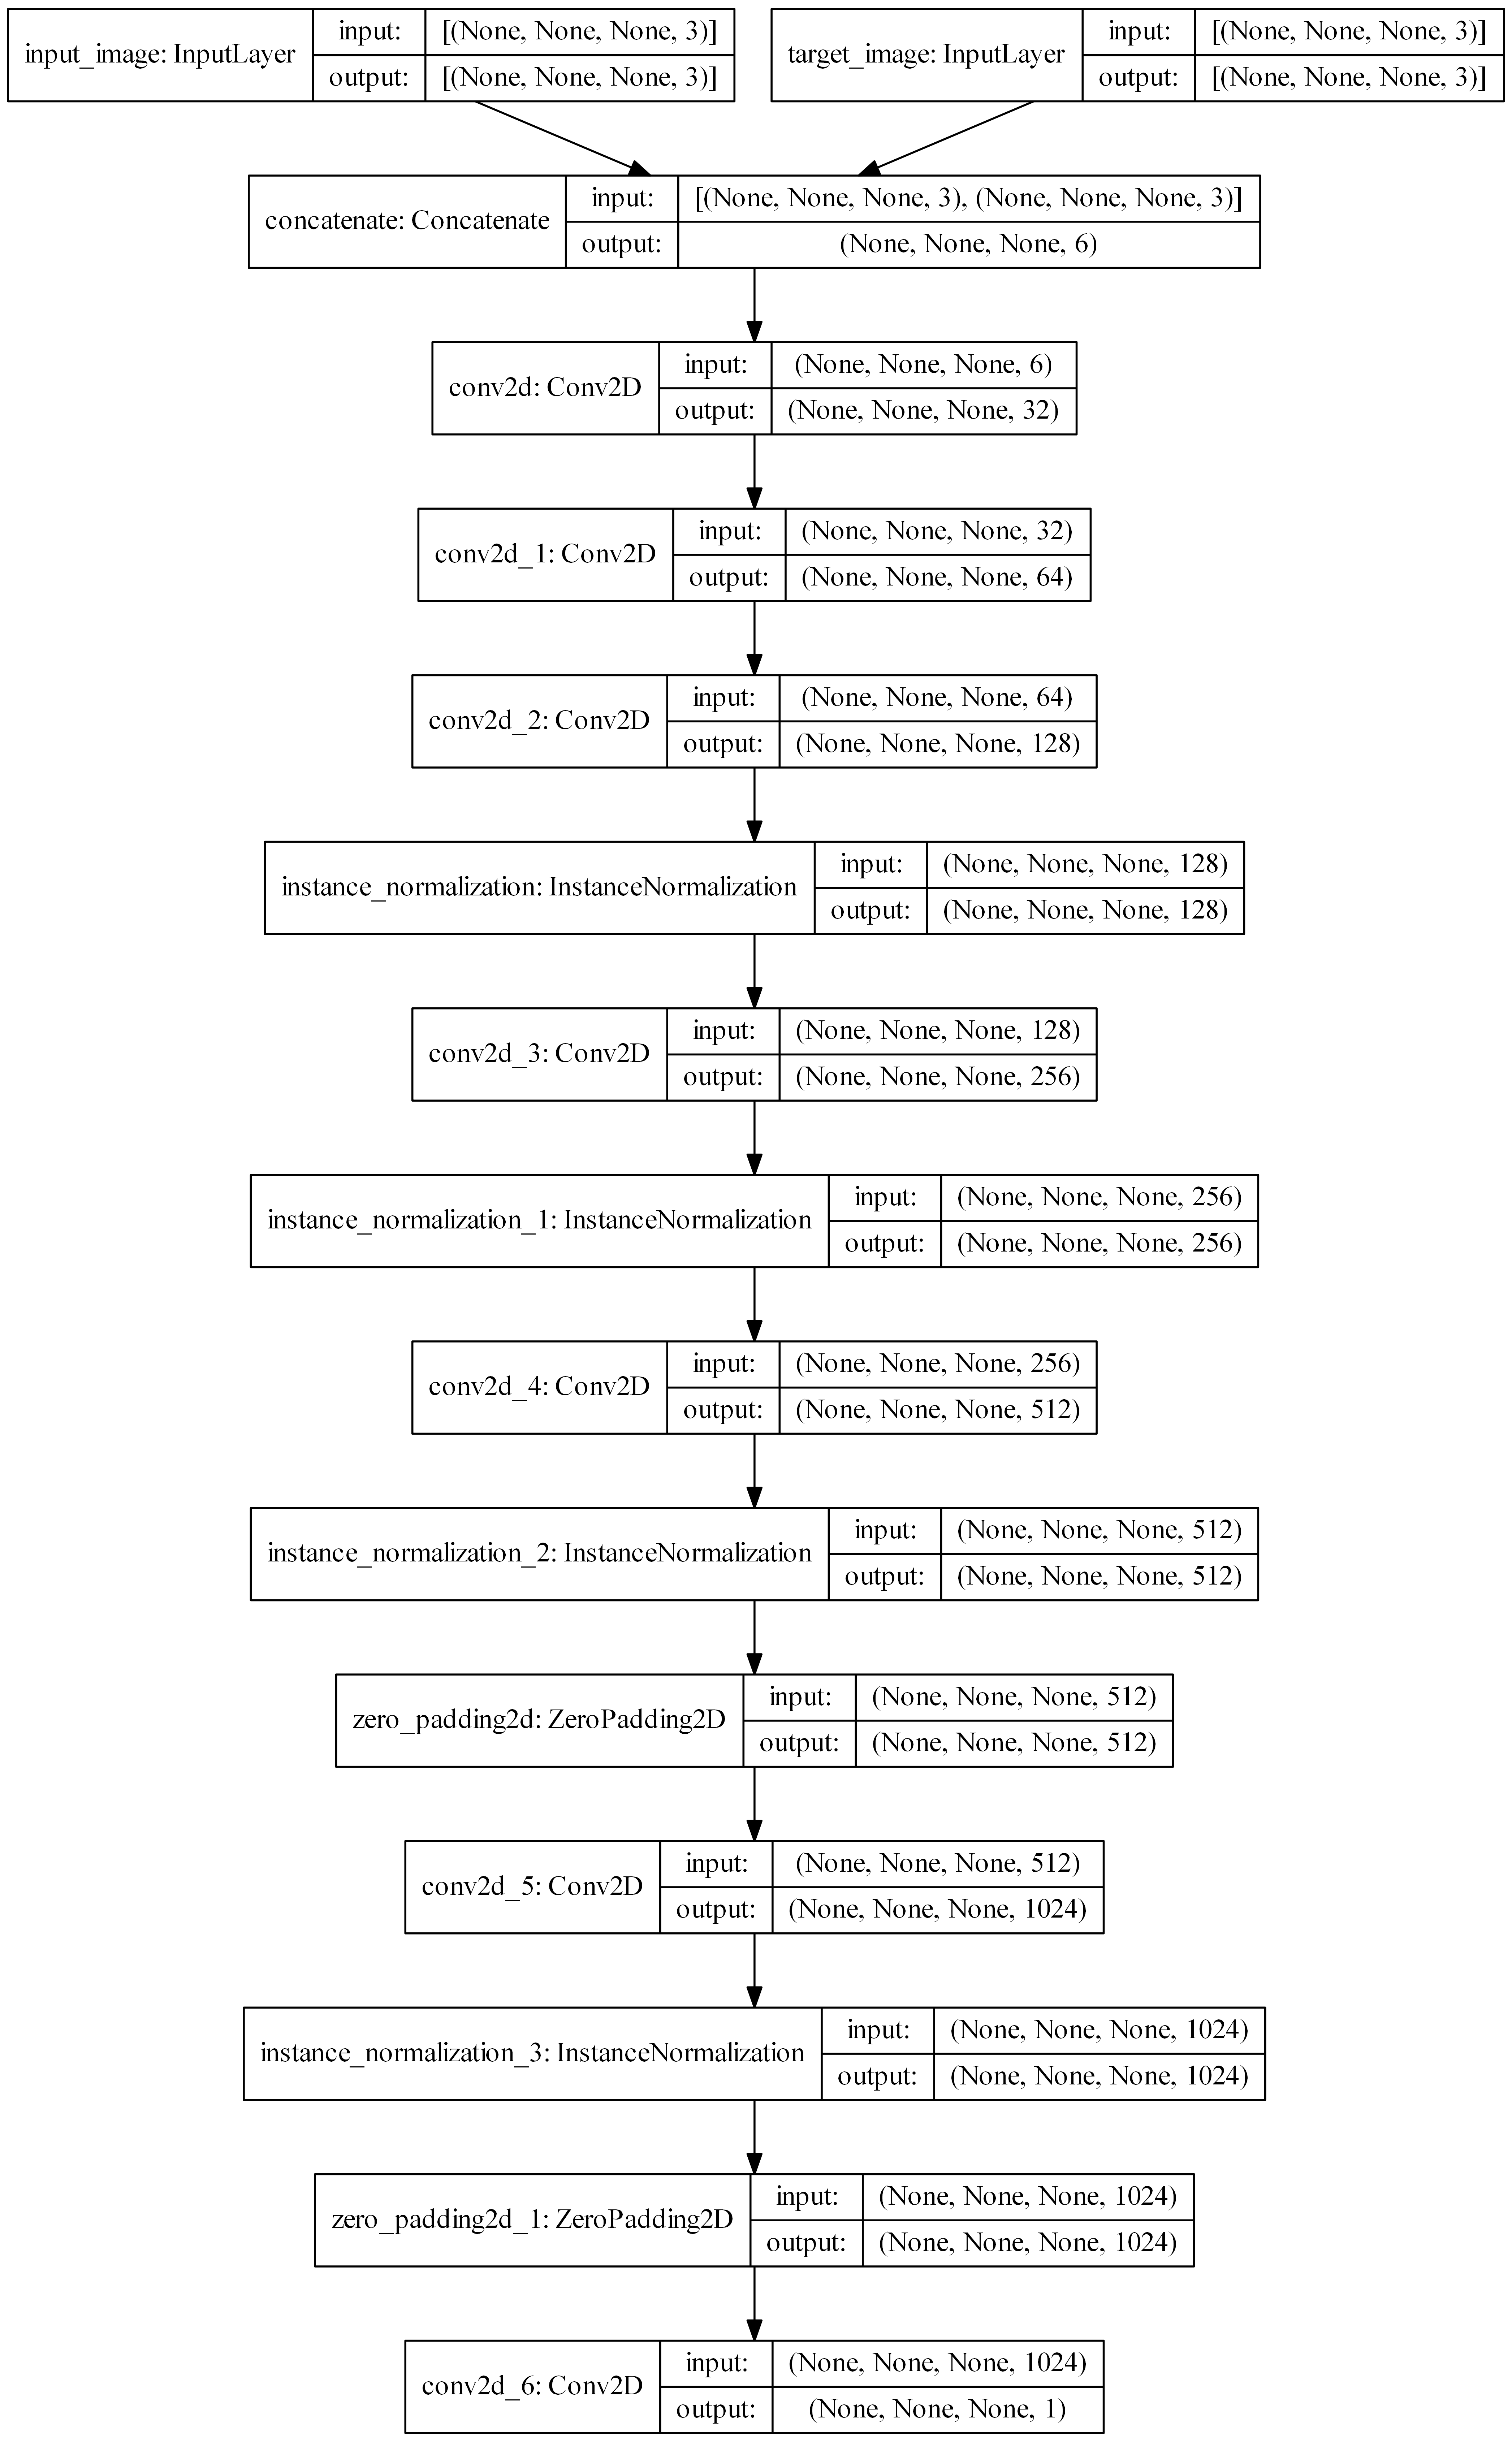 input_image: InputLayer
input: [(None, None, None, 3)]
output: [(None, None, None, 3)]
target_image: InputLayer
input: [(None, None, None, 3)]
output: [(None, None, None, 3)]
concatenate: Concatenate
input: [(None, None, None, 3), (None, None, None, 3)]
output: (None, None, None, 6)
conv2d: Conv2D
input: (None, None, None, 6)
output: (None, None, None, 32)
conv2d_1: Conv2D
input: (None, None, None, 32)
output: (None, None, None, 64)
conv2d_2: Conv2D
input: (None, None, None, 64)
output: (None, None, None, 128)
instance_normalization: InstanceNormalization
input: (None, None, None, 128)
output: (None, None, None, 128)
conv2d_3: Conv2D
input: (None, None, None, 128)
output: (None, None, None, 256)
instance_normalization_1: InstanceNormalization
input: (None, None, None, 256)
output: (None, None, None, 256)
conv2d_4: Conv2D
input: (None, None, None, 256)
output: (None, None, None, 512)
instance_normalization_2: InstanceNormalization
input: (None, None, None, 512)
output: (None, None, None, 512)
zero_padding2d: ZeroPadding2D
input: (None, None, None, 512)
output: (None, None, None, 512)
conv2d_5: Conv2D
input: (None, None, None, 512)
output: (None, None, None, 1024)
instance_normalization_3: InstanceNormalization
input: (None, None, None, 1024)
output: (None, None, None, 1024)
zero_padding2d_1: ZeroPadding2D
input: (None, None, None, 1024)
output: (None, None, None, 1024)
conv2d_6: Conv2D
input: (None, None, None, 1024)
output: (None, None, None, 1)